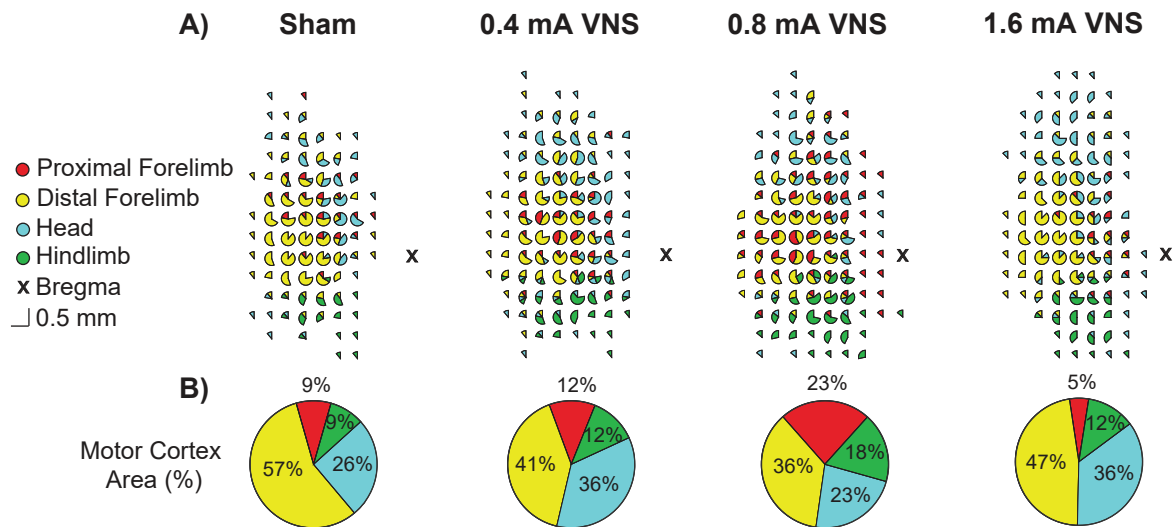 A) Sham 0.4 mA VNS 0.8 mA VNS 1.6 mA VNS
Proximal Forelimb
Distal Forelimb
Head
Hindlimb
x Bregma
0.5 mm
x x x x
B) 9% 12% 23% 5%
Motor Cortex
Area (%)
9% 57% 26%
12% 41% 36%
18% 36% 23%
12% 47% 36%